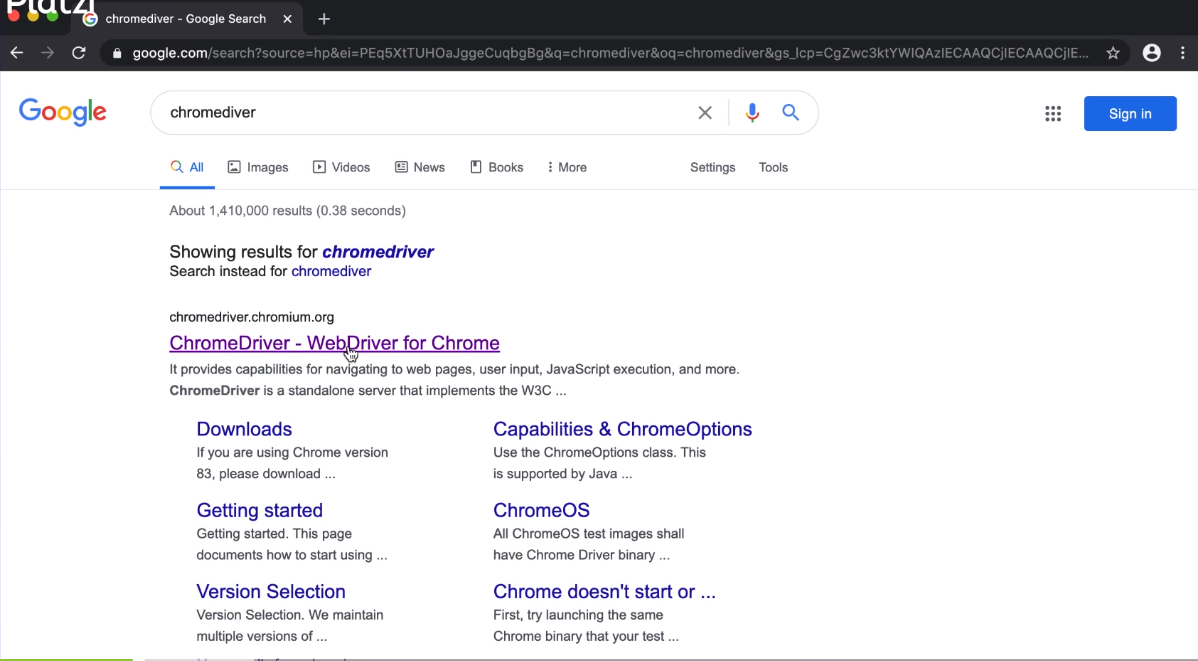 Platzi
chromediver - Google Search
google.com/search?source=hp&ei=PEq5XtTUHOaJggeCuqbgBg&q=chromediver&oq=chromediver&gs_lcp=CgZwc3ktYWIQAzIECAAQCjIECAAQCjIE...
Google
chromediver
Sign in
All Images Videos News Books More Settings Tools
About 1,410,000 results (0.38 seconds)
Showing results for chromedriver
Search instead for chromediver
chromedriver.chromium.org
ChromeDriver - WebDriver for Chrome
It provides capabilities for navigating to web pages, user input, JavaScript execution, and more.
ChromeDriver is a standalone server that implements the W3C ...
Downloads
If you are using Chrome version
83, please download ...
Capabilities & ChromeOptions
Use the ChromeOptions class. This
is supported by Java ...
Getting started
Getting started. This page
documents how to start using ...
ChromeOS
All ChromeOS test images shall
have Chrome Driver binary ...
Version Selection
Version Selection. We maintain
multiple versions of ...
Chrome doesn't start or ...
First, try launching the same
Chrome binary that your test ...